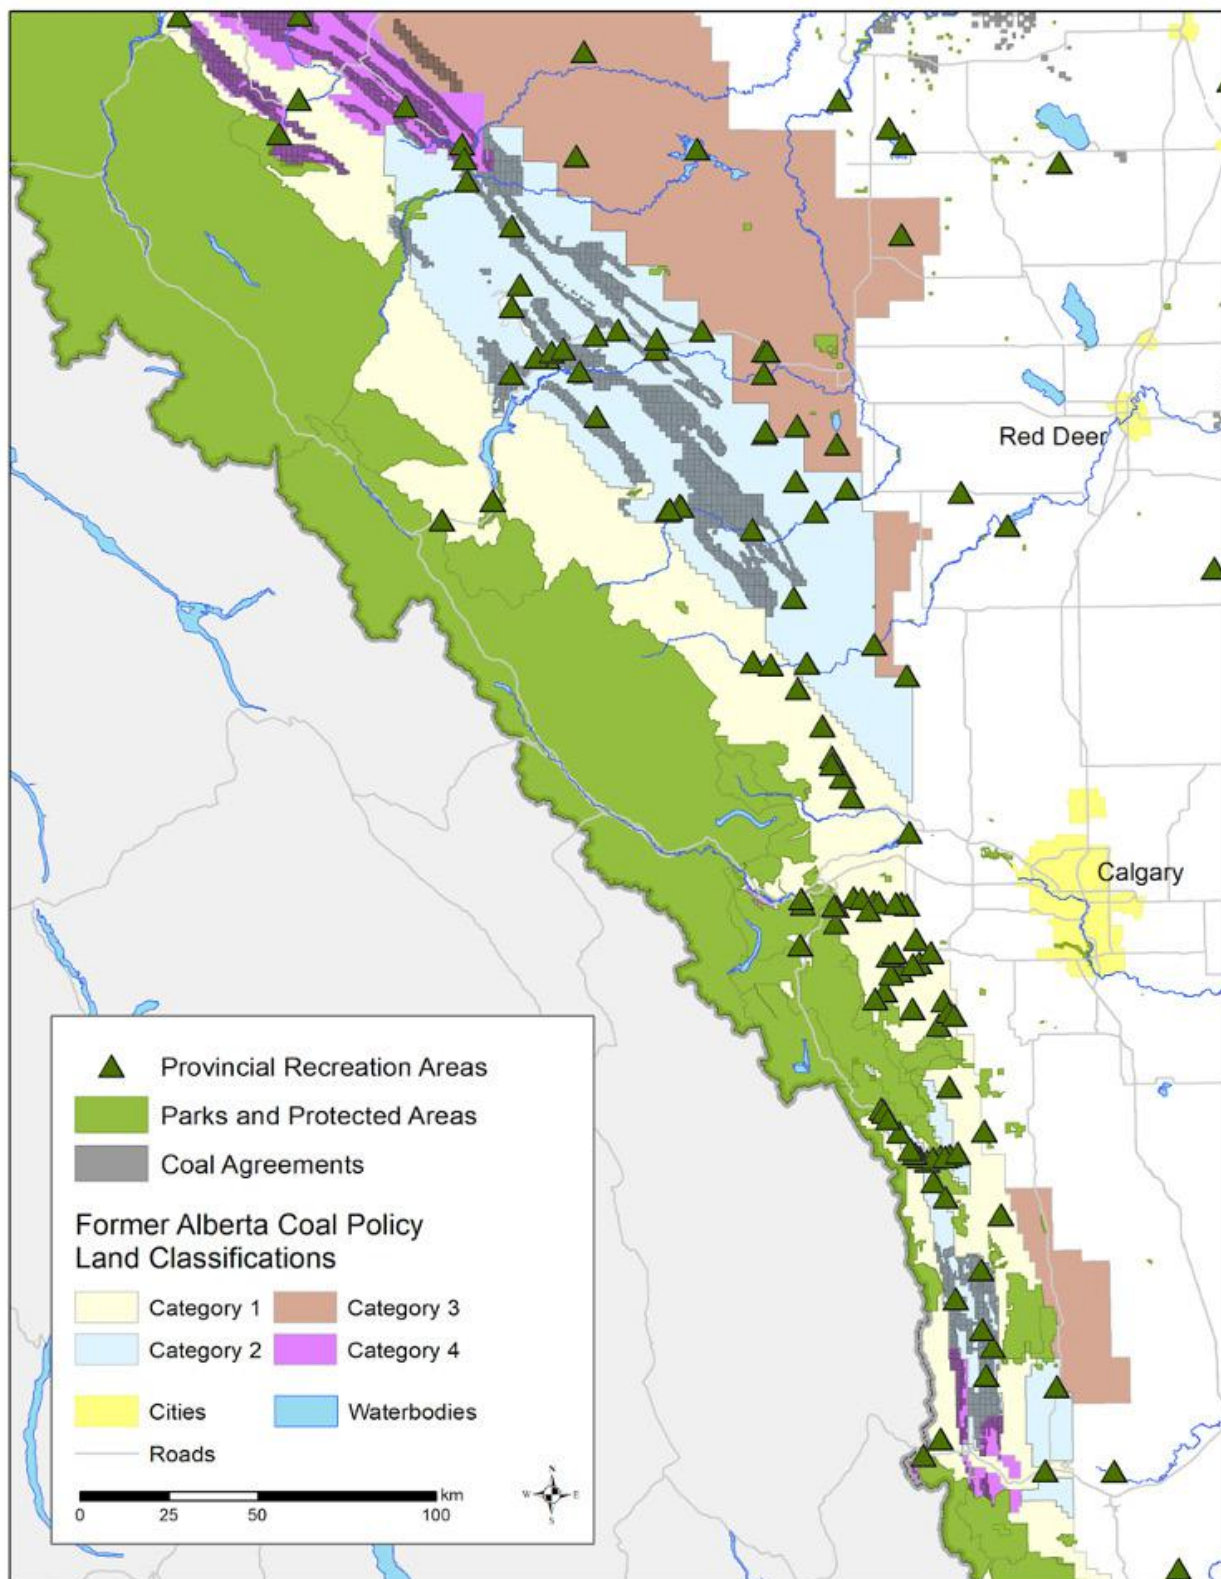 Red Deer
Calgary
Provincial Recreation Areas
Parks and Protected Areas
Coal Agreements
Former Alberta Coal Policy
Land Classifications
Category 1
Category 3
Category 2
Category 4
Cities
Waterbodies
Roads
N
W E
S
km
0 25 50 100